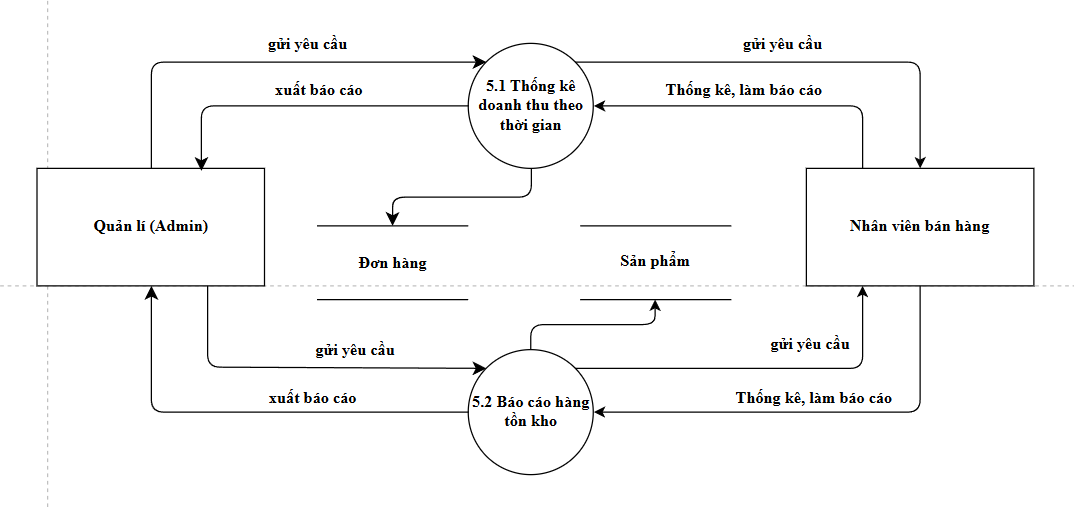 gửi yêu cầu
gửi yêu cầu
xuất báo cáo
5.1 Thống kê
doanh thu theo
thời gian
Thống kê, làm báo cáo
Quản lí (Admin)
Nhân viên bán hàng
Đơn hàng
Sản phẩm
gửi yêu cầu
gửi yêu cầu
xuất báo cáo
5.2 Báo cáo hàng
tồn kho
Thống kê, làm báo cáo